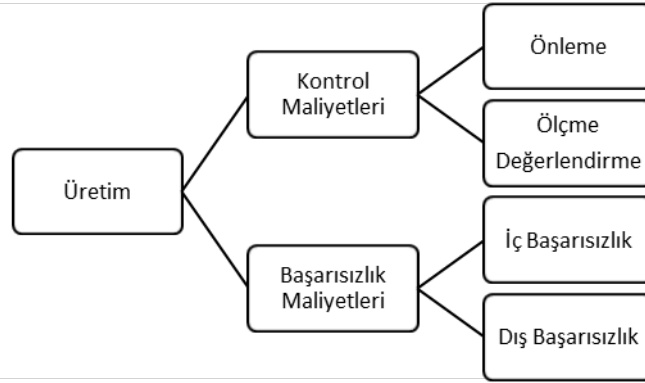 Üretim
Kontrol
Maliyetleri
Önleme
Ölçme
Değerlendirme
Başarısızlık
Maliyetleri
İç Başarısızlık
Dış Başarısızlık